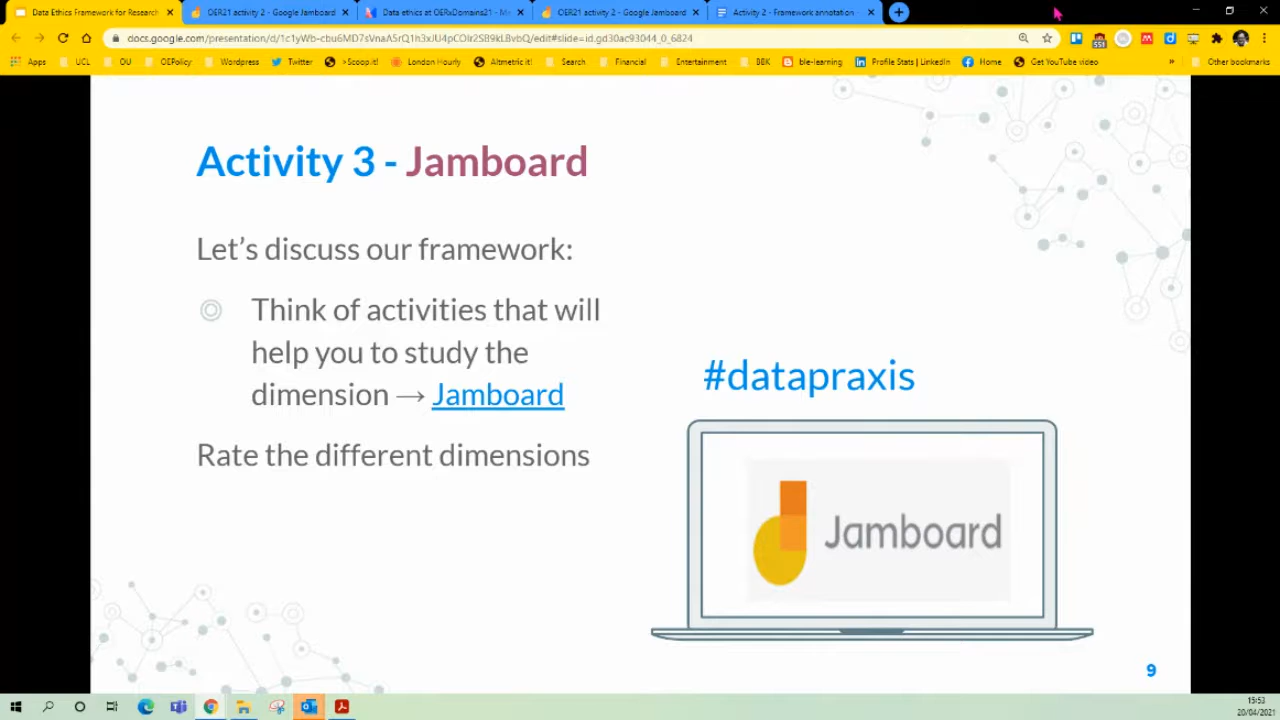 Data Ethics Framework for Research
OER21 activity 2 - Google Jamboard
Data ethics at OERxDomains21 - M
OER21 activity 2 - Google Jamboard
Activity 2 - Framework annotation
docs.google.com/presentation/d/
/edit#slide=id.gd30ac93044_0_6824
551
Apps UCL OU OEPolicy Wordpress Twitter >Scoop.it! London Hourly Altmetric it! Search Financial Entertainment BBK ble-learning Profile Stats | LinkedIn Home Get YouTube video » Other bookmarks
Activity 3 - Jamboard
Let’s discuss our framework:
Think of activities that will
help you to study the
dimension → Jamboard
Rate the different dimensions
#datapraxis
Jamboard
9
15:53
20/04/2021